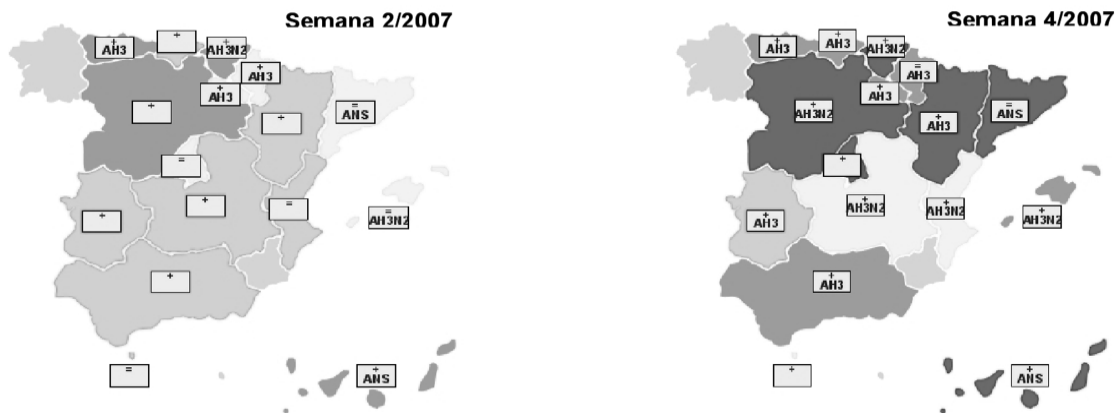 Semana 2/2007
+
AH3
+
+
AH3N2
+
AH3
+
AH3
+
+
=
ANS
=
+
+
=
=
AH3N2
+
=
+
ANS
Semana 4/2007
+
AH3
+
AH3
+
AH3N2
=
AH3
+
AH3
+
AH3N2
+
AH3
=
ANS
+
+
AH3
+
AH3N2
+
AH3N2
+
AH3N2
+
AH3
+
+
ANS